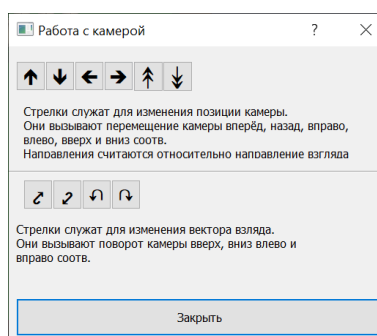 Работа с камерой
?
Стрелки служат для изменения позиции камеры.
Они вызывают перемещение камеры вперёд, назад, вправо,
влево, вверх и вниз соотв.
Направления считаются относительно направление взгляда
Стрелки служат для изменения вектора взляда.
Они вызывают поворот камеры вверх, вниз влево и
вправо соотв.
Закрыть